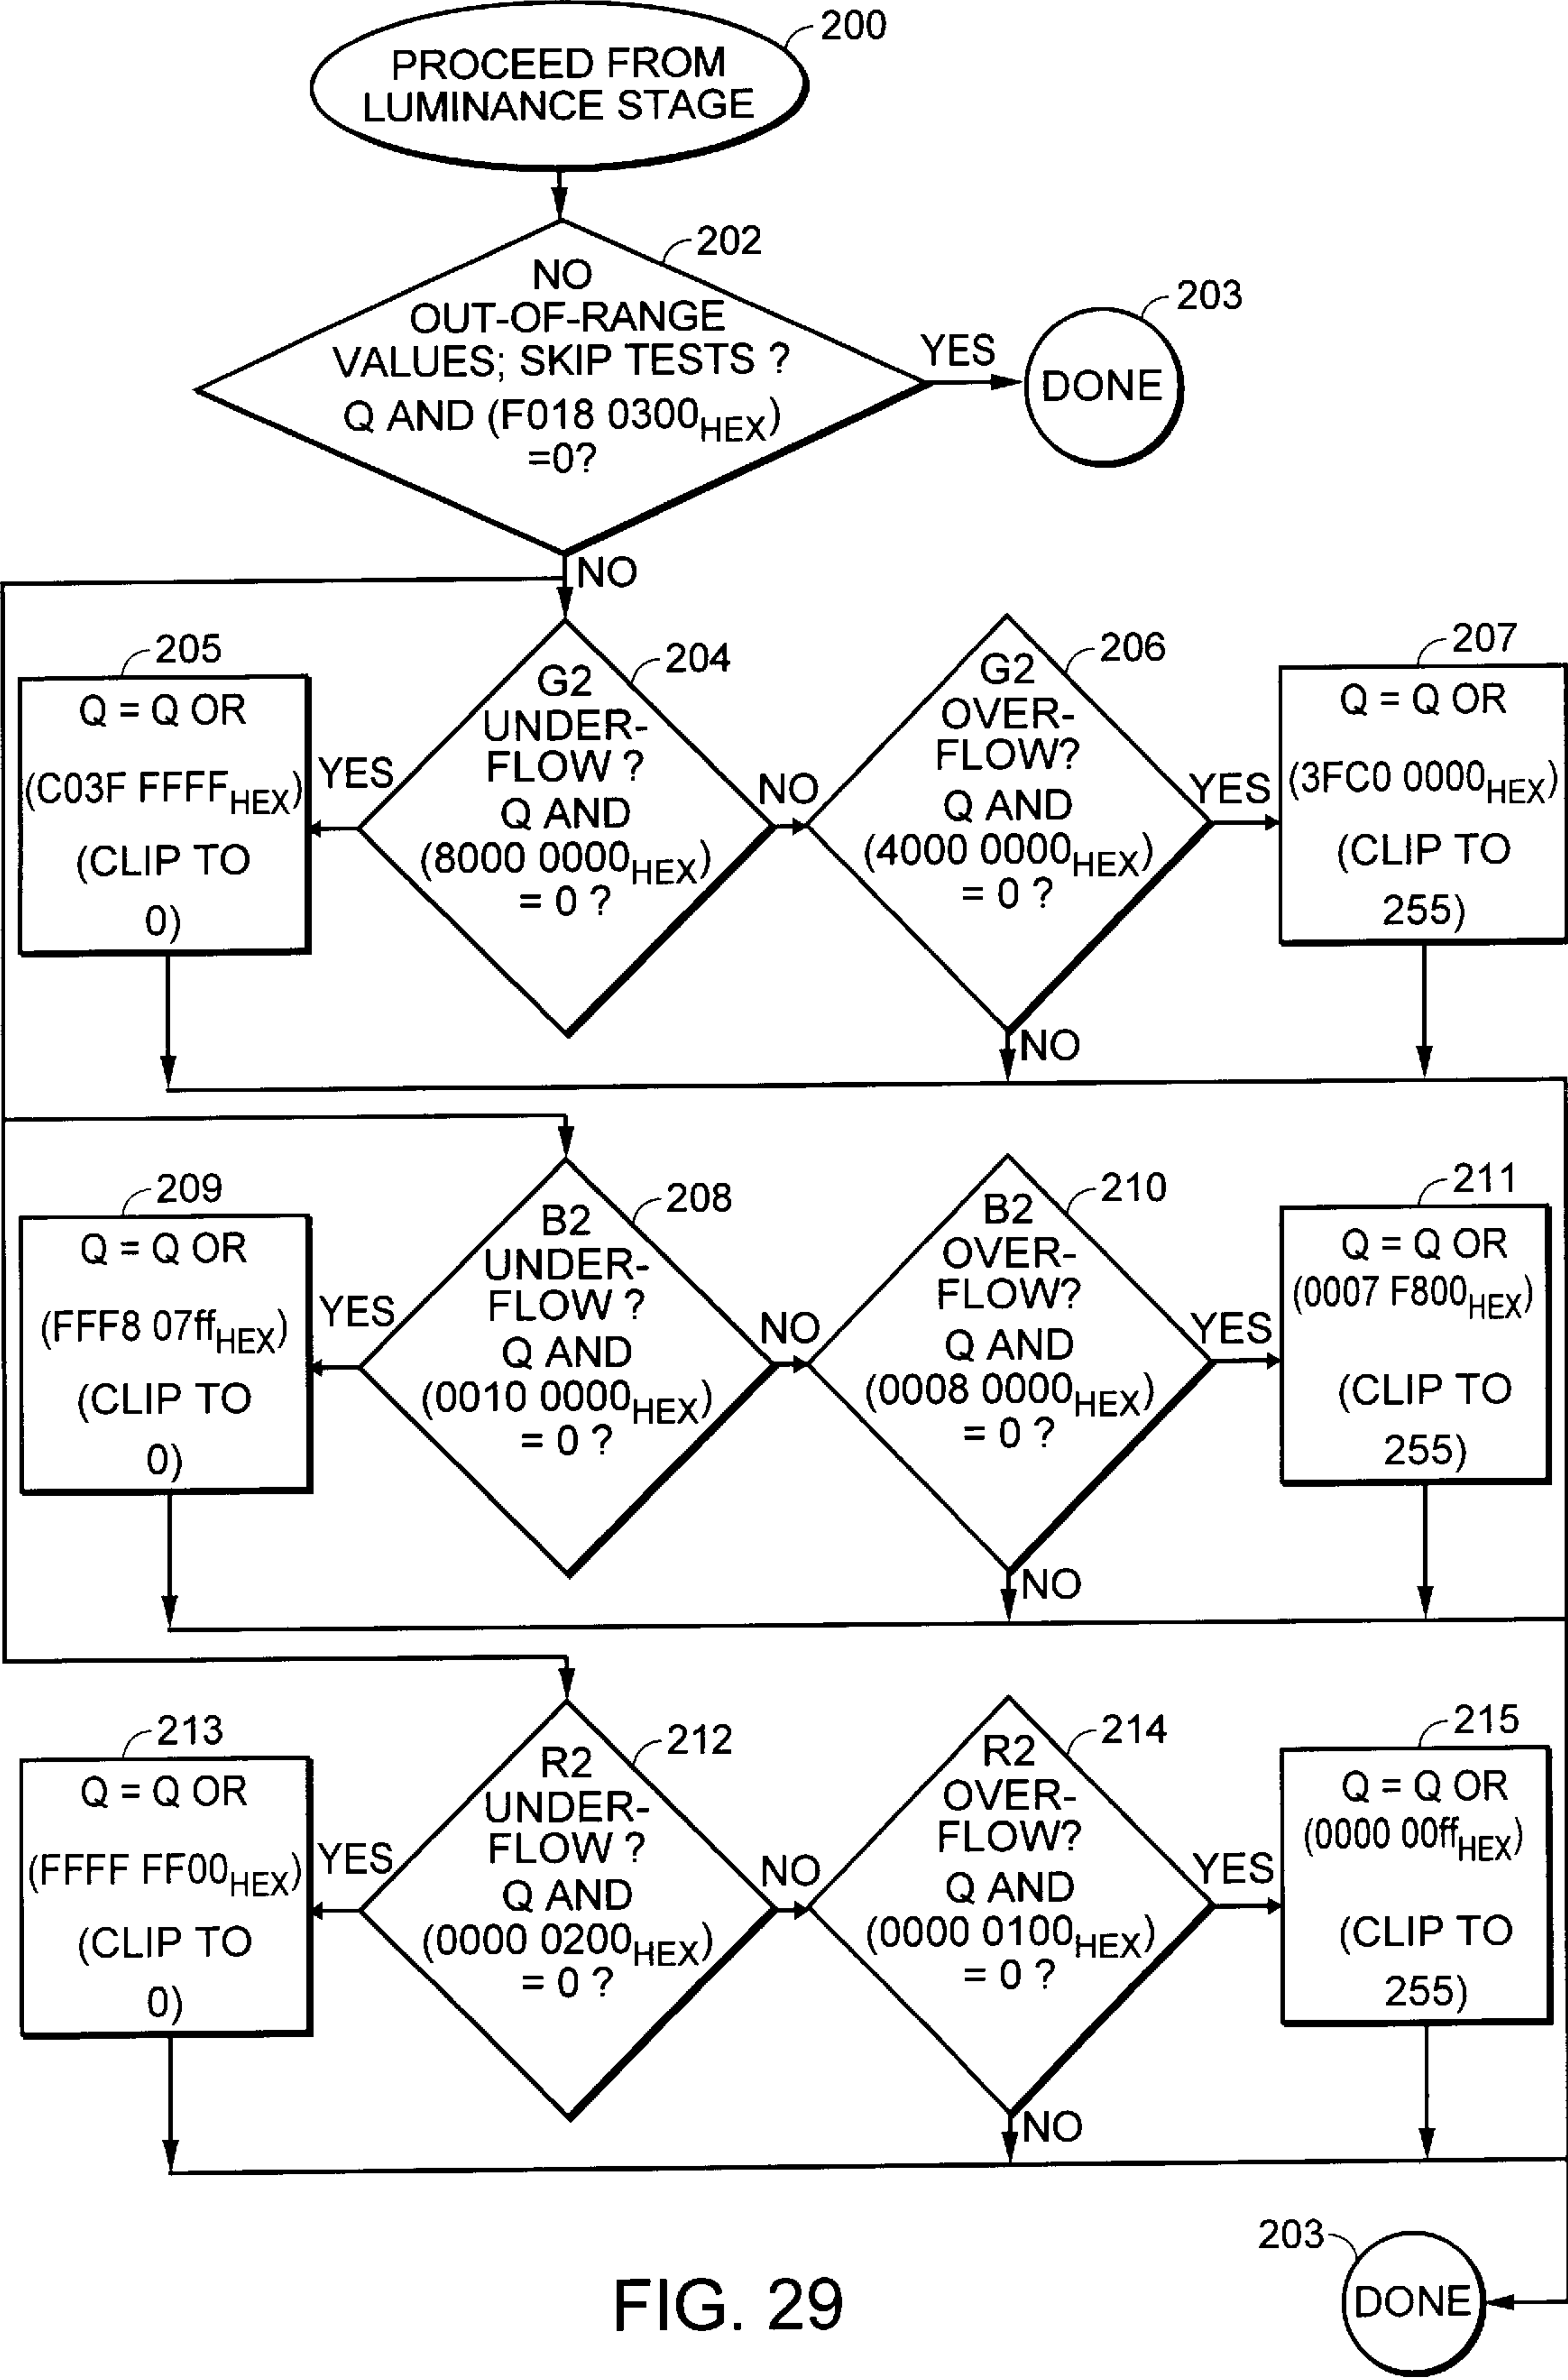 200
PROCEED FROM
LUMINANCE STAGE
202
NO
OUT-OF-RANGE
VALUES; SKIP TESTS ?
Q AND (F018 0300HEX)
=0?
YES
203
DONE
NO
205
Q = Q OR
(C03F FFFFHEX)
(CLIP TO
0)
YES
204
G2
UNDER-
FLOW ?
Q AND
(8000 0000HEX)
= 0 ?
NO
206
G2
OVER-
FLOW?
Q AND
(4000 0000HEX)
= 0 ?
YES
NO
207
Q = Q OR
(3FC0 0000HEX)
(CLIP TO
255)
209
Q = Q OR
(FFF8 07ffHEX)
(CLIP TO
0)
YES
208
B2
UNDER-
FLOW ?
Q AND
(0010 0000HEX)
= 0 ?
NO
210
B2
OVER-
FLOW?
Q AND
(0008 0000HEX)
= 0 ?
YES
NO
211
Q = Q OR
(0007 F800HEX)
(CLIP TO
255)
213
Q = Q OR
(FFFF FF00HEX)
(CLIP TO
0)
YES
212
R2
UNDER-
FLOW ?
Q AND
(0000 0200HEX)
= 0 ?
NO
214
R2
OVER-
FLOW?
Q AND
(0000 0100HEX)
= 0 ?
YES
NO
215
Q = Q OR
(0000 00ffHEX)
(CLIP TO
255)
203
DONE
FIG. 29